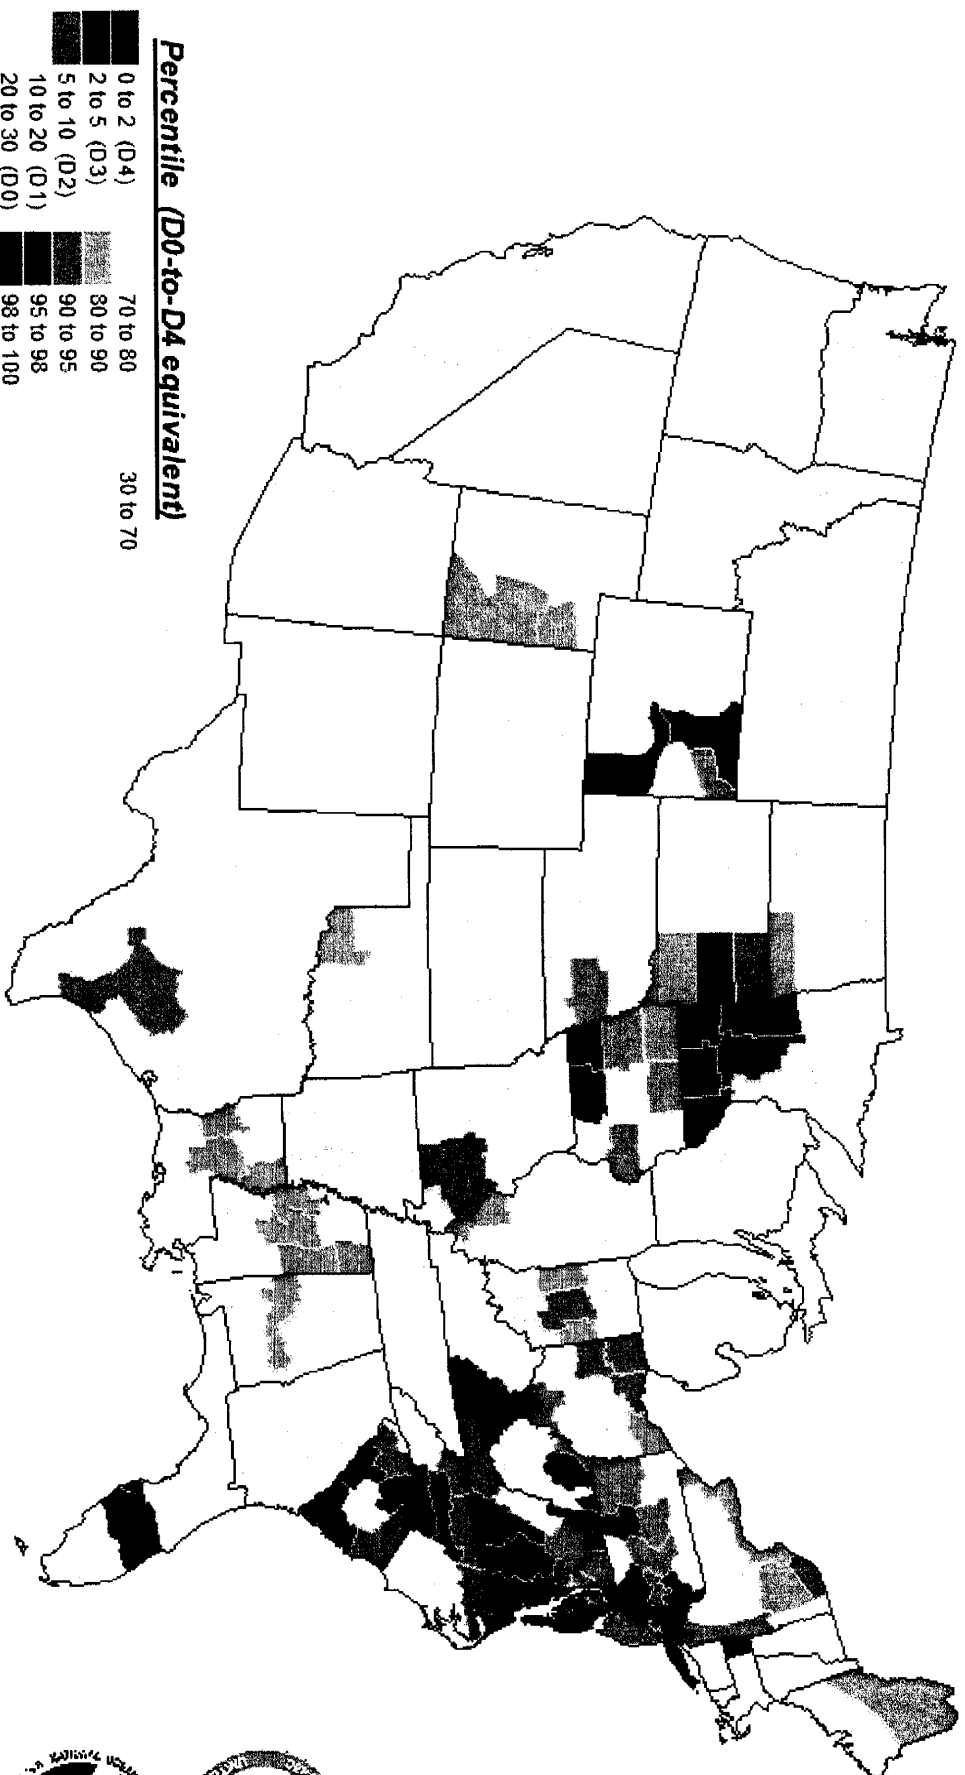 Percentile (D0-to-D4 equivalent)
0 to 2 (D4)
2 to 5 (D3)
5 to 10 (D2)
10 to 20 (D1)
20 to 30 (D0)
70 to 80
80 to 90
90 to 95
95 to 98
98 to 100
30 to 70